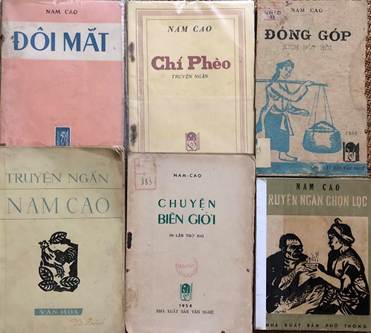 NAM CAO
ĐÔI MẮT
NAM CAO
Chí Phèo
TRUYỆN NGẮN
NAM CAO
ĐÓNG GÓP
TRUYỆN NGẮN
NAM CAO
VĂN HÓA
383
NAM-CAO
CHUYỆN
BIÊN GIỚI
IN LẦN THỨ HAI
1954
NHÀ XUẤT BẢN VĂN NGHỆ
NAM CAO
TRUYỆN NGẮN CHỌN LỌC
NHÀ XUẤT BẢN PHỔ THÔNG